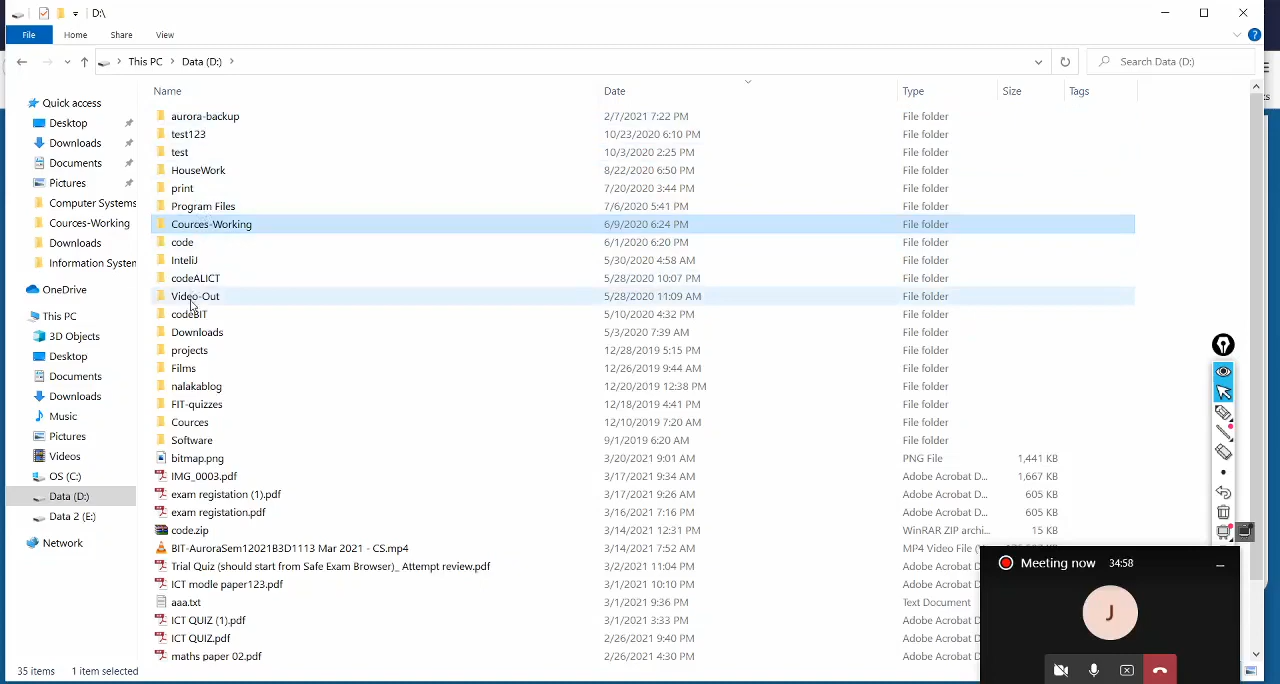 D:\
File Home Share View
This PC Data (D:) Search Data (D:)
Name Date Type Size Tags
Quick access
Desktop
Downloads
Documents
Pictures
Computer Systems
Cources-Working
Downloads
Information System
OneDrive
This PC
3D Objects
Desktop
Documents
Downloads
Music
Pictures
Videos
OS (C:)
Data (D:)
Data 2 (E:)
Network
aurora-backup 2/7/2021 7:22 PM File folder
test123 10/23/2020 6:10 PM File folder
test 10/3/2020 2:25 PM File folder
HouseWork 8/22/2020 6:50 PM File folder
print 7/20/2020 3:44 PM File folder
Program Files 7/6/2020 5:41 PM File folder
Cources-Working 6/9/2020 6:24 PM File folder
code 6/1/2020 6:20 PM File folder
InteliJ 5/30/2020 4:58 AM File folder
codeALICT 5/28/2020 10:07 PM File folder
Video-Out 5/28/2020 11:09 AM File folder
codeBIT 5/10/2020 4:32 PM File folder
Downloads 5/3/2020 7:39 AM File folder
projects 12/28/2019 5:15 PM File folder
Films 12/26/2019 9:44 AM File folder
nalakablog 12/20/2019 12:38 PM File folder
FIT-quizzes 12/18/2019 4:41 PM File folder
Cources 12/10/2019 7:20 AM File folder
Software 9/1/2019 6:20 AM File folder
bitmap.png 3/20/2021 9:01 AM PNG File 1,441 KB
IMG_0003.pdf 3/17/2021 9:34 AM Adobe Acrobat D... 1,667 KB
exam registation (1).pdf 3/17/2021 9:26 AM Adobe Acrobat D... 605 KB
exam registation.pdf 3/16/2021 7:16 PM Adobe Acrobat D... 605 KB
code.zip 3/14/2021 12:31 PM WinRAR ZIP archi... 15 KB
BIT-AuroraSem12021B3D1113 Mar 2021 - CS.mp4 3/14/2021 7:52 AM MP4 Video File (
Trial Quiz (should start from Safe Exam Browser)_ Attempt review.pdf 3/2/2021 11:04 PM Adobe Acrobat D
ICT modle paper123.pdf 3/1/2021 10:10 PM Adobe Acrobat D
aaa.txt 3/1/2021 9:36 PM Text Document
ICT QUIZ (1).pdf 3/1/2021 3:33 PM Adobe Acrobat D
ICT QUIZ.pdf 2/26/2021 9:40 PM Adobe Acrobat D
maths paper 02.pdf 2/26/2021 4:30 PM Adobe Acrobat D
Meeting now 34:58
J
35 items 1 item selected